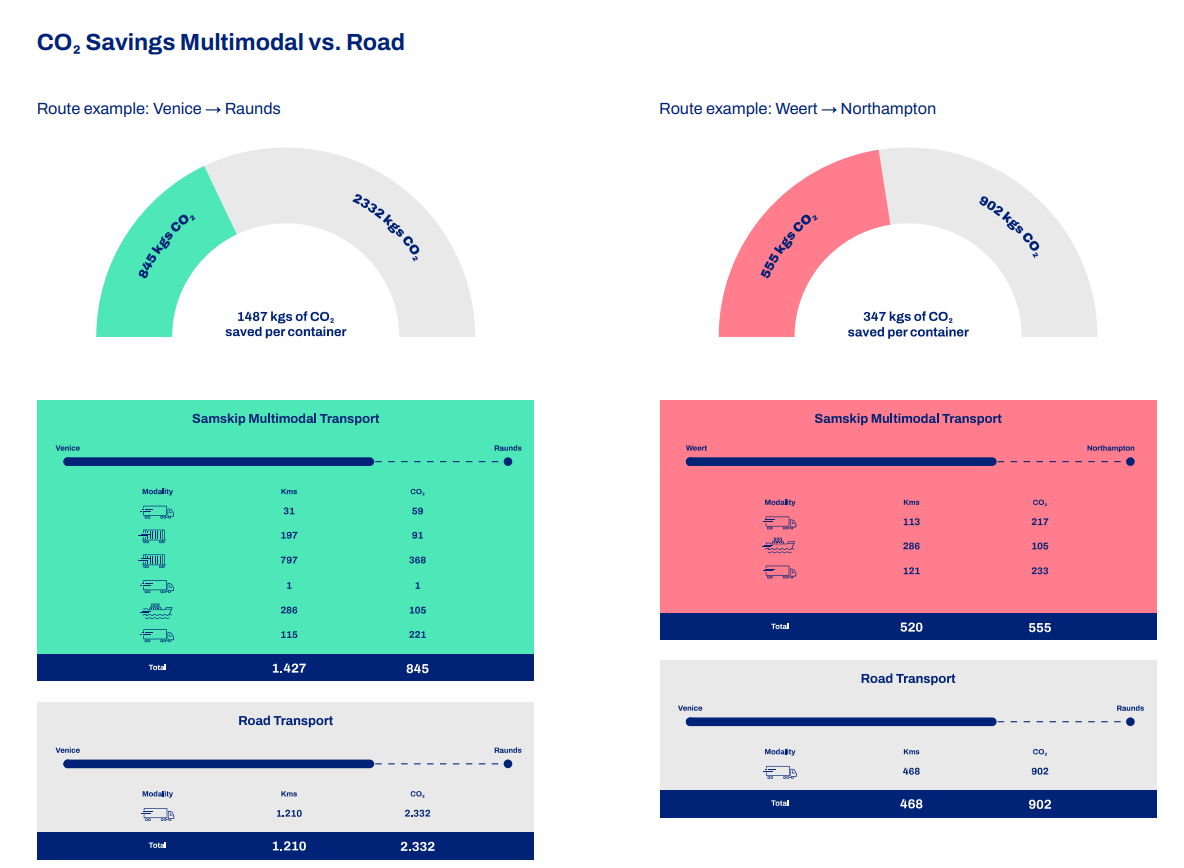 CO₂ Savings Multimodal vs. Road
Route example: Venice → Raunds
845 kgs CO₂
2332 kgs CO₂
1487 kgs of CO₂
saved per container
Samskip Multimodal Transport
Venice Raunds
Modality Kms CO₂
31 59
197 91
797 368
1 1
286 105
115 221
Total 1.427 845
Road Transport
Venice Raunds
Modality Kms CO₂
1.210 2.332
Total 1.210 2.332
Route example: Weert → Northampton
555 kgs CO₂
902 kgs CO₂
347 kgs of CO₂
saved per container
Samskip Multimodal Transport
Weert Northampton
Modality Kms CO₂
113 217
286 105
121 233
Total 520 555
Road Transport
Venice Raunds
Modality Kms CO₂
468 902
Total 468 902